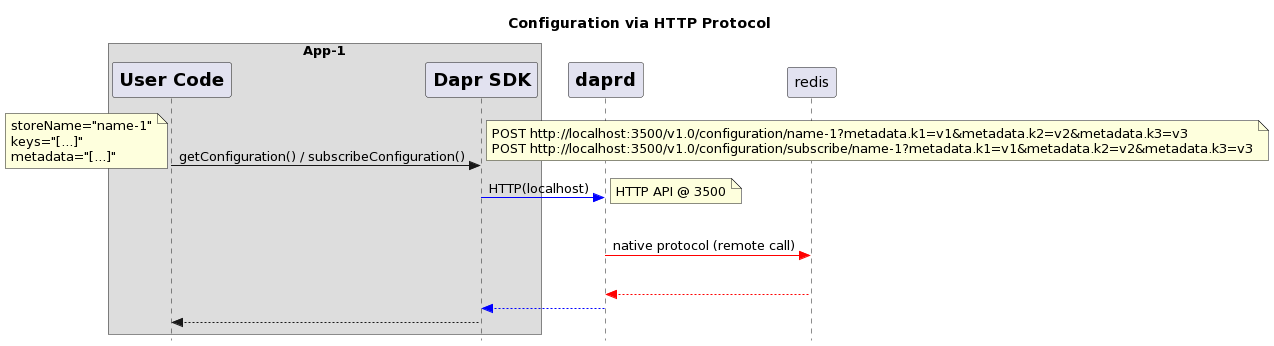 Configuration via HTTP Protocol
App-1
User Code
Dapr SDK
daprd
redis
storeName="name-1"
keys="[...]"
metadata="[...]"
POST http://localhost:3500/v1.0/configuration/name-1?metadata.k1=v1&metadata.k2=v2&metadata.k3=v3
POST http://localhost:3500/v1.0/configuration/subscribe/name-1?metadata.k1=v1&metadata.k2=v2&metadata.k3=v3
getConfiguration() / subscribeConfiguration()
HTTP(localhost)
HTTP API @ 3500
native protocol (remote call)